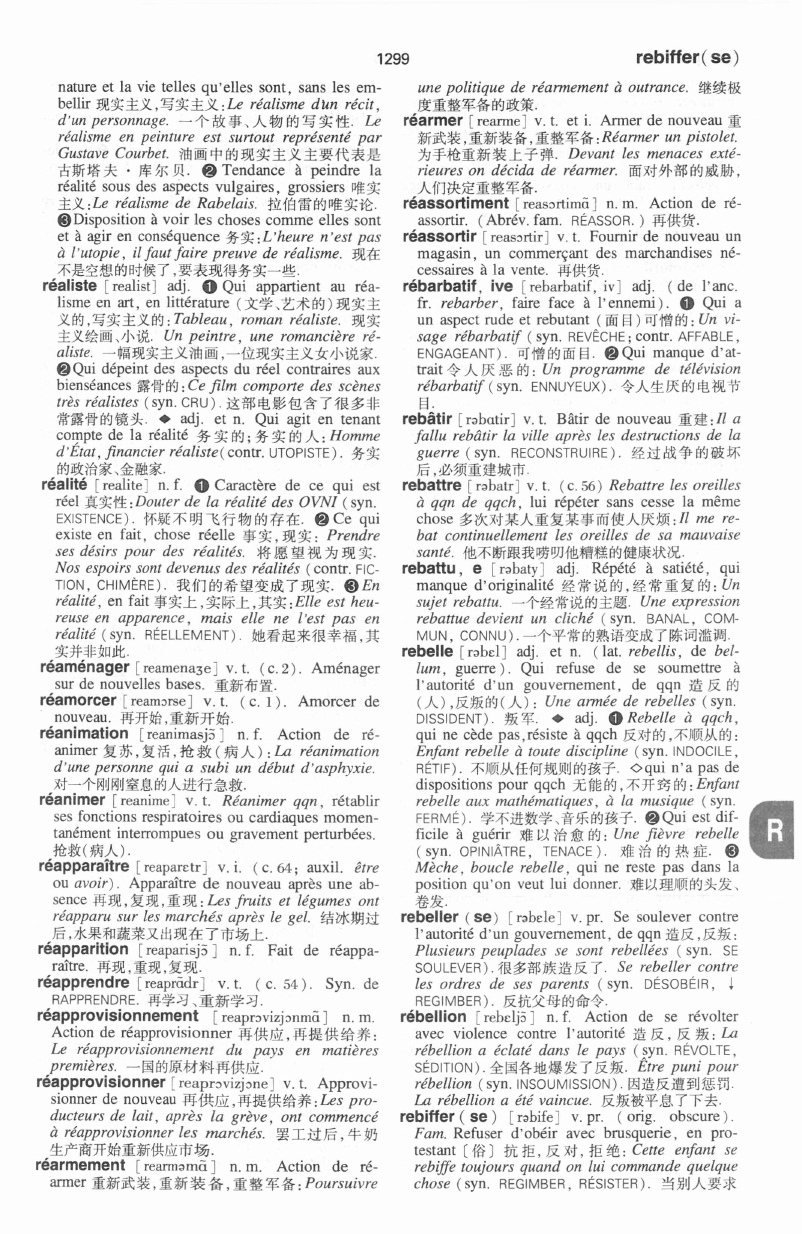 1299
rebiffer(se)
nature et la vie telles qu'elles sont, sans les em-
bellir 现实主义,写实主义:Le réalisme d'un récit,
d'un personnage. 一个故事、人物的写实性. Le
réalisme en peinture est surtout représenté par
Gustave Courbet. 油画中的现实主义主要代表是
古斯塔夫·库尔贝. ❷Tendance à peindre la
réalité sous des aspects vulgaires, grossiers 唯实
主义:Le réalisme de Rabelais. 拉伯雷的唯实论.
❸Disposition à voir les choses comme elles sont
et à agir en conséquence 务实:L'heure n'est pas
à l'utopie, il faut faire preuve de réalisme. 现在
不是空想的时候了,要表现得务实一些.
réaliste [realist] adj. ❶ Qui appartient au réa-
lisme en art, en littérature (文学、艺术的)现实主
义的,写实主义的:Tableau, roman réaliste. 现实
主义绘画、小说. Un peintre, une romancière ré-
aliste. 一幅现实主义油画,一位现实主义女小说家.
❷Qui dépeint des aspects du réel contraires aux
bienséances 露骨的:Ce film comporte des scènes
très réalistes (syn. CRU). 这部电影包含了很多非
常露骨的镜头. ◆ adj. et n. Qui agit en tenant
compte de la réalité 务实的;务实的人:Homme
d'État, financier réaliste(contr. UTOPISTE). 务实
的政治家、金融家.
réalité [realite] n. f. ❶ Caractère de ce qui est
réel 真实性:Douter de la réalité des OVNI (syn.
EXISTENCE). 怀疑不明飞行物的存在. ❷Ce qui
existe en fait, chose réelle 事实,现实: Prendre
ses désirs pour des réalités. 将愿望视为现实.
Nos espoirs sont devenus des réalités (contr. FIC-
TION, CHIMÈRE). 我们的希望变成了现实. ❸En
réalité, en fait 事实上,实际上,其实:Elle est heu-
reuse en apparence, mais elle ne l'est pas en
réalité (syn. RÉELLEMENT). 她看起来很幸福,其
实并非如此.
réaménager [reamenaʒe] v. t. (c.2). Aménager
sur de nouvelles bases. 重新布置.
réamorcer [reamɔrse] v. t. (c. 1). Amorcer de
nouveau. 再开始,重新开始.
réanimation [reanimasjɔ̃] n. f. Action de ré-
animer 复苏,复活,抢救(病人):La réanimation
d'une personne qui a subi un début d'asphyxie.
对一个刚刚窒息的人进行急救.
réanimer [reanime] v. t. Réanimer qqn, rétablir
ses fonctions respiratoires ou cardiaques momen-
tanément interrompues ou gravement perturbées.
抢救(病人).
réapparaître [reaparɛtr] v. i. (c. 64; auxil. être
ou avoir). Apparaître de nouveau après une ab-
sence 再现,复现,重现:Les fruits et légumes ont
réapparu sur les marchés après le gel. 结冰期过
后,水果和蔬菜又出现在了市场上.
réapparition [reaparisjɔ̃] n. f. Fait de réappa-
raître. 再现,重现,复现.
réapprendre [reaprɑ̃dr] v. t. (c. 54). Syn. de
RAPPRENDRE. 再学习、重新学习.
réapprovisionnement [reaprɔvizjɔnmɑ̃] n. m.
Action de réapprovisionner 再供应,再提供给养:
Le réapprovisionnement du pays en matières
premières. 一国的原材料再供应.
réapprovisionner [reaprɔvizjɔne] v. t. Approvi-
sionner de nouveau 再供应,再提供给养:Les pro-
ducteurs de lait, après la grève, ont commencé
à réapprovisionner les marchés. 罢工过后,牛奶
生产商开始重新供应市场.
réarmement [rearməmɑ̃] n. m. Action de ré-
armer 重新武装,重新装备,重整军备:Poursuivre
une politique de réarmement à outrance. 继续极
度重整军备的政策.
réarmer [rearme] v. t. et i. Armer de nouveau 重
新武装,重新装备,重整军备:Réarmer un pistolet.
为手枪重新装上子弹. Devant les menaces exté-
rieures on décida de réarmer. 面对外部的威胁,
人们决定重整军备.
réassortiment [reasɔrtimɑ̃] n. m. Action de ré-
assortir. (Abrév. fam. RÉASSOR.) 再供货.
réassortir [reasɔrtir] v. t. Fournir de nouveau un
magasin, un commerçant des marchandises né-
cessaires à la vente. 再供货.
rébarbatif, ive [rebarbatif, iv] adj. (de l'anc.
fr. rebarber, faire face à l'ennemi). ❶ Qui a
un aspect rude et rebutant (面目)可憎的:Un vi-
sage rébarbatif (syn. REVÊCHE; contr. AFFABLE,
ENGAGEANT). 可憎的面目. ❷Qui manque d'at-
trait 令人厌恶的: Un programme de télévision
rébarbatif (syn. ENNUYEUX). 令人生厌的电视节
目.
rebâtir [rəbɑtir] v. t. Bâtir de nouveau 重建:Il a
fallu rebâtir la ville après les destructions de la
guerre (syn. RECONSTRUIRE). 经过战争的破坏
后,必须重建城市.
rebattre [rəbatr] v. t. (c. 56) Rebattre les oreilles
à qqn de qqch, lui répéter sans cesse la même
chose 多次对某人重复某事而使人厌烦:Il me re-
bat continuellement les oreilles de sa mauvaise
santé. 他不断跟我唠叨他糟糕的健康状况.
rebattu, e [rəbaty] adj. Répété à satiété, qui
manque d'originalité 经常说的,经常重复的: Un
sujet rebattu. 一个经常说的主题. Une expression
rebattue devient un cliché (syn. BANAL, COM-
MUN, CONNU). 一个平常的熟语变成了陈词滥调.
rebelle [rəbɛl] adj. et n. (lat. rebellis, de bel-
lum, guerre). Qui refuse de se soumettre à
l'autorité d'un gouvernement, de qqn 造反的
(人),反叛的(人): Une armée de rebelles (syn.
DISSIDENT). 叛军. ◆ adj. ❶Rebelle à qqch,
qui ne cède pas,résiste à qqch 反对的,不顺从的:
Enfant rebelle à toute discipline (syn. INDOCILE,
RÉTIF). 不顺从任何规则的孩子. ◇qui n'a pas de
dispositions pour qqch 无能的,不开窍的:Enfant
rebelle aux mathématiques, à la musique (syn.
FERMÉ). 学不进数学、音乐的孩子. ❷Qui est dif-
ficile à guérir 难以治愈的: Une fièvre rebelle
(syn. OPINIÂTRE, TENACE). 难治的热症. ❸
Mèche, boucle rebelle, qui ne reste pas dans la
position qu'on veut lui donner. 难以理顺的头发、
卷发.
rebeller (se) [rəbele] v. pr. Se soulever contre
l'autorité d'un gouvernement, de qqn 造反,反叛:
Plusieurs peuplades se sont rebellées (syn. SE
SOULEVER). 很多部族造反了. Se rebeller contre
les ordres de ses parents (syn. DÉSOBÉIR, ↓
REGIMBER). 反抗父母的命令.
rébellion [rebeljɔ̃] n. f. Action de se révolter
avec violence contre l'autorité 造反,反叛: La
rébellion a éclaté dans le pays (syn. RÉVOLTE,
SÉDITION). 全国各地爆发了反叛. Être puni pour
rébellion (syn. INSOUMISSION). 因造反遭到惩罚.
La rébellion a été vaincue. 反叛被平息了下去.
rebiffer (se) [rəbife] v. pr. (orig. obscure).
Fam. Refuser d'obéir avec brusquerie, en pro-
testant [俗] 抗拒,反对,拒绝: Cette enfant se
rebiffe toujours quand on lui commande quelque
chose (syn. REGIMBER, RÉSISTER). 当别人要求
R